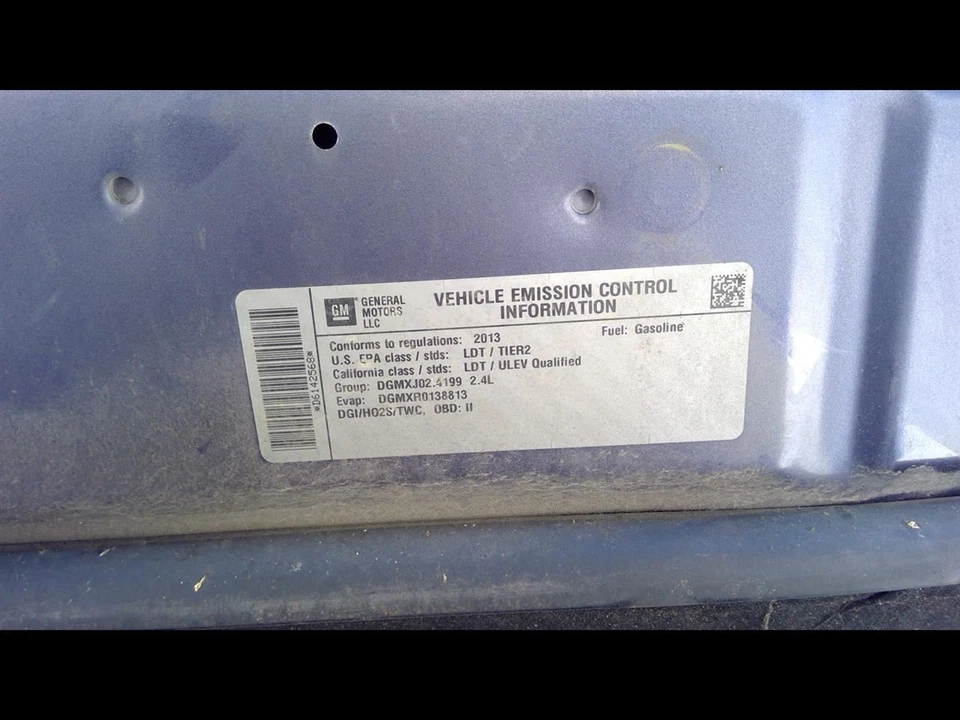 GM
GENERAL
MOTORS
LLC
VEHICLE EMISSION CONTROL
INFORMATION
Conforms to regulations: 2013
Fuel: Gasoline
U.S. EPA class / stds: LDT / TIER2
California class / stds: LDT / ULEV Qualified
Group: DGMXJ02.4199 2.4L
Evap: DGMXR0138813
DGI/HO2S/TWC, OBD: II
*D6142568*